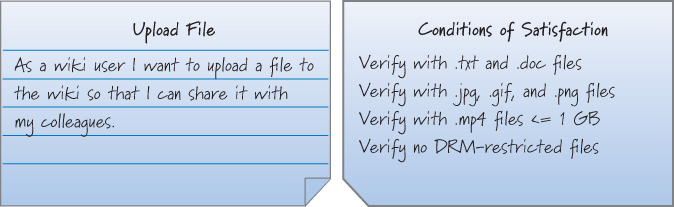 Upload File
As a wiki user I want to upload a file to
the wiki so that I can share it with
my colleagues.
Conditions of Satisfaction
Verify with .txt and .doc files
Verify with .jpg, .gif, and .png files
Verify with .mp4 files <= 1 GB
Verify no DRM-restricted files